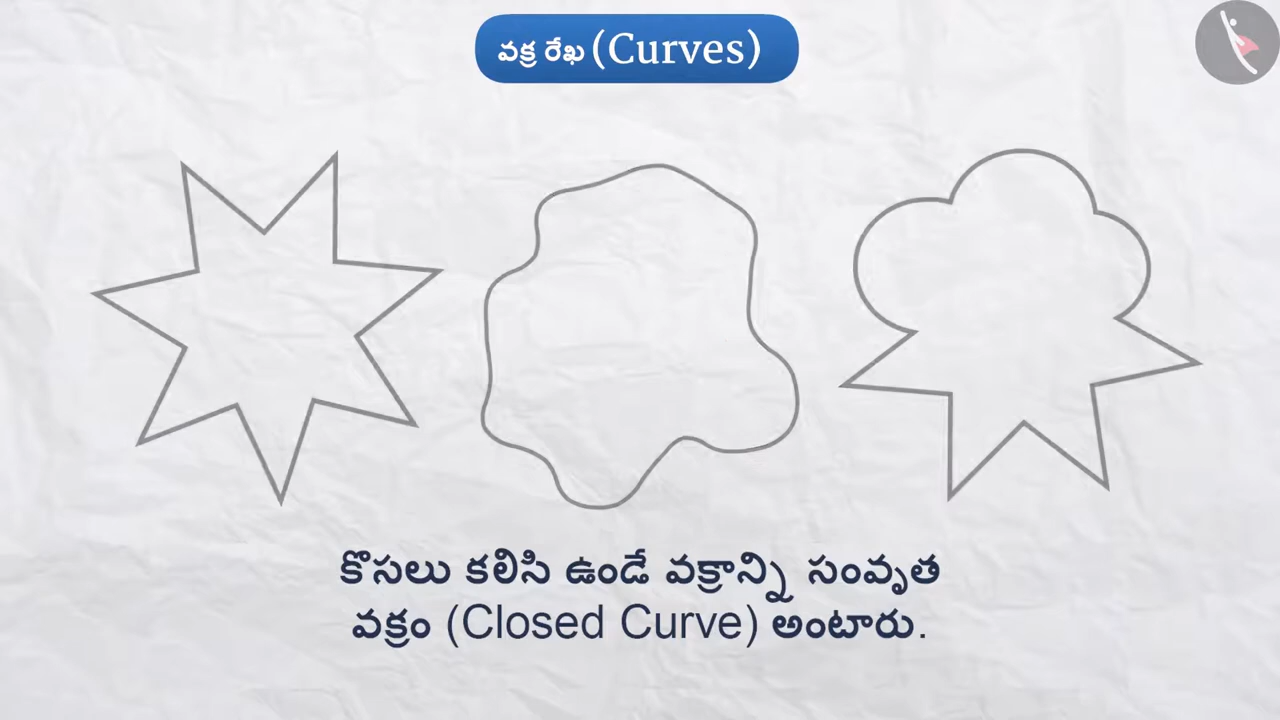 వక్ర రేఖ (Curves)
కొసలు కలిసి ఉండే వక్రాన్ని సంవృత
వక్రం (Closed Curve) అంటారు.